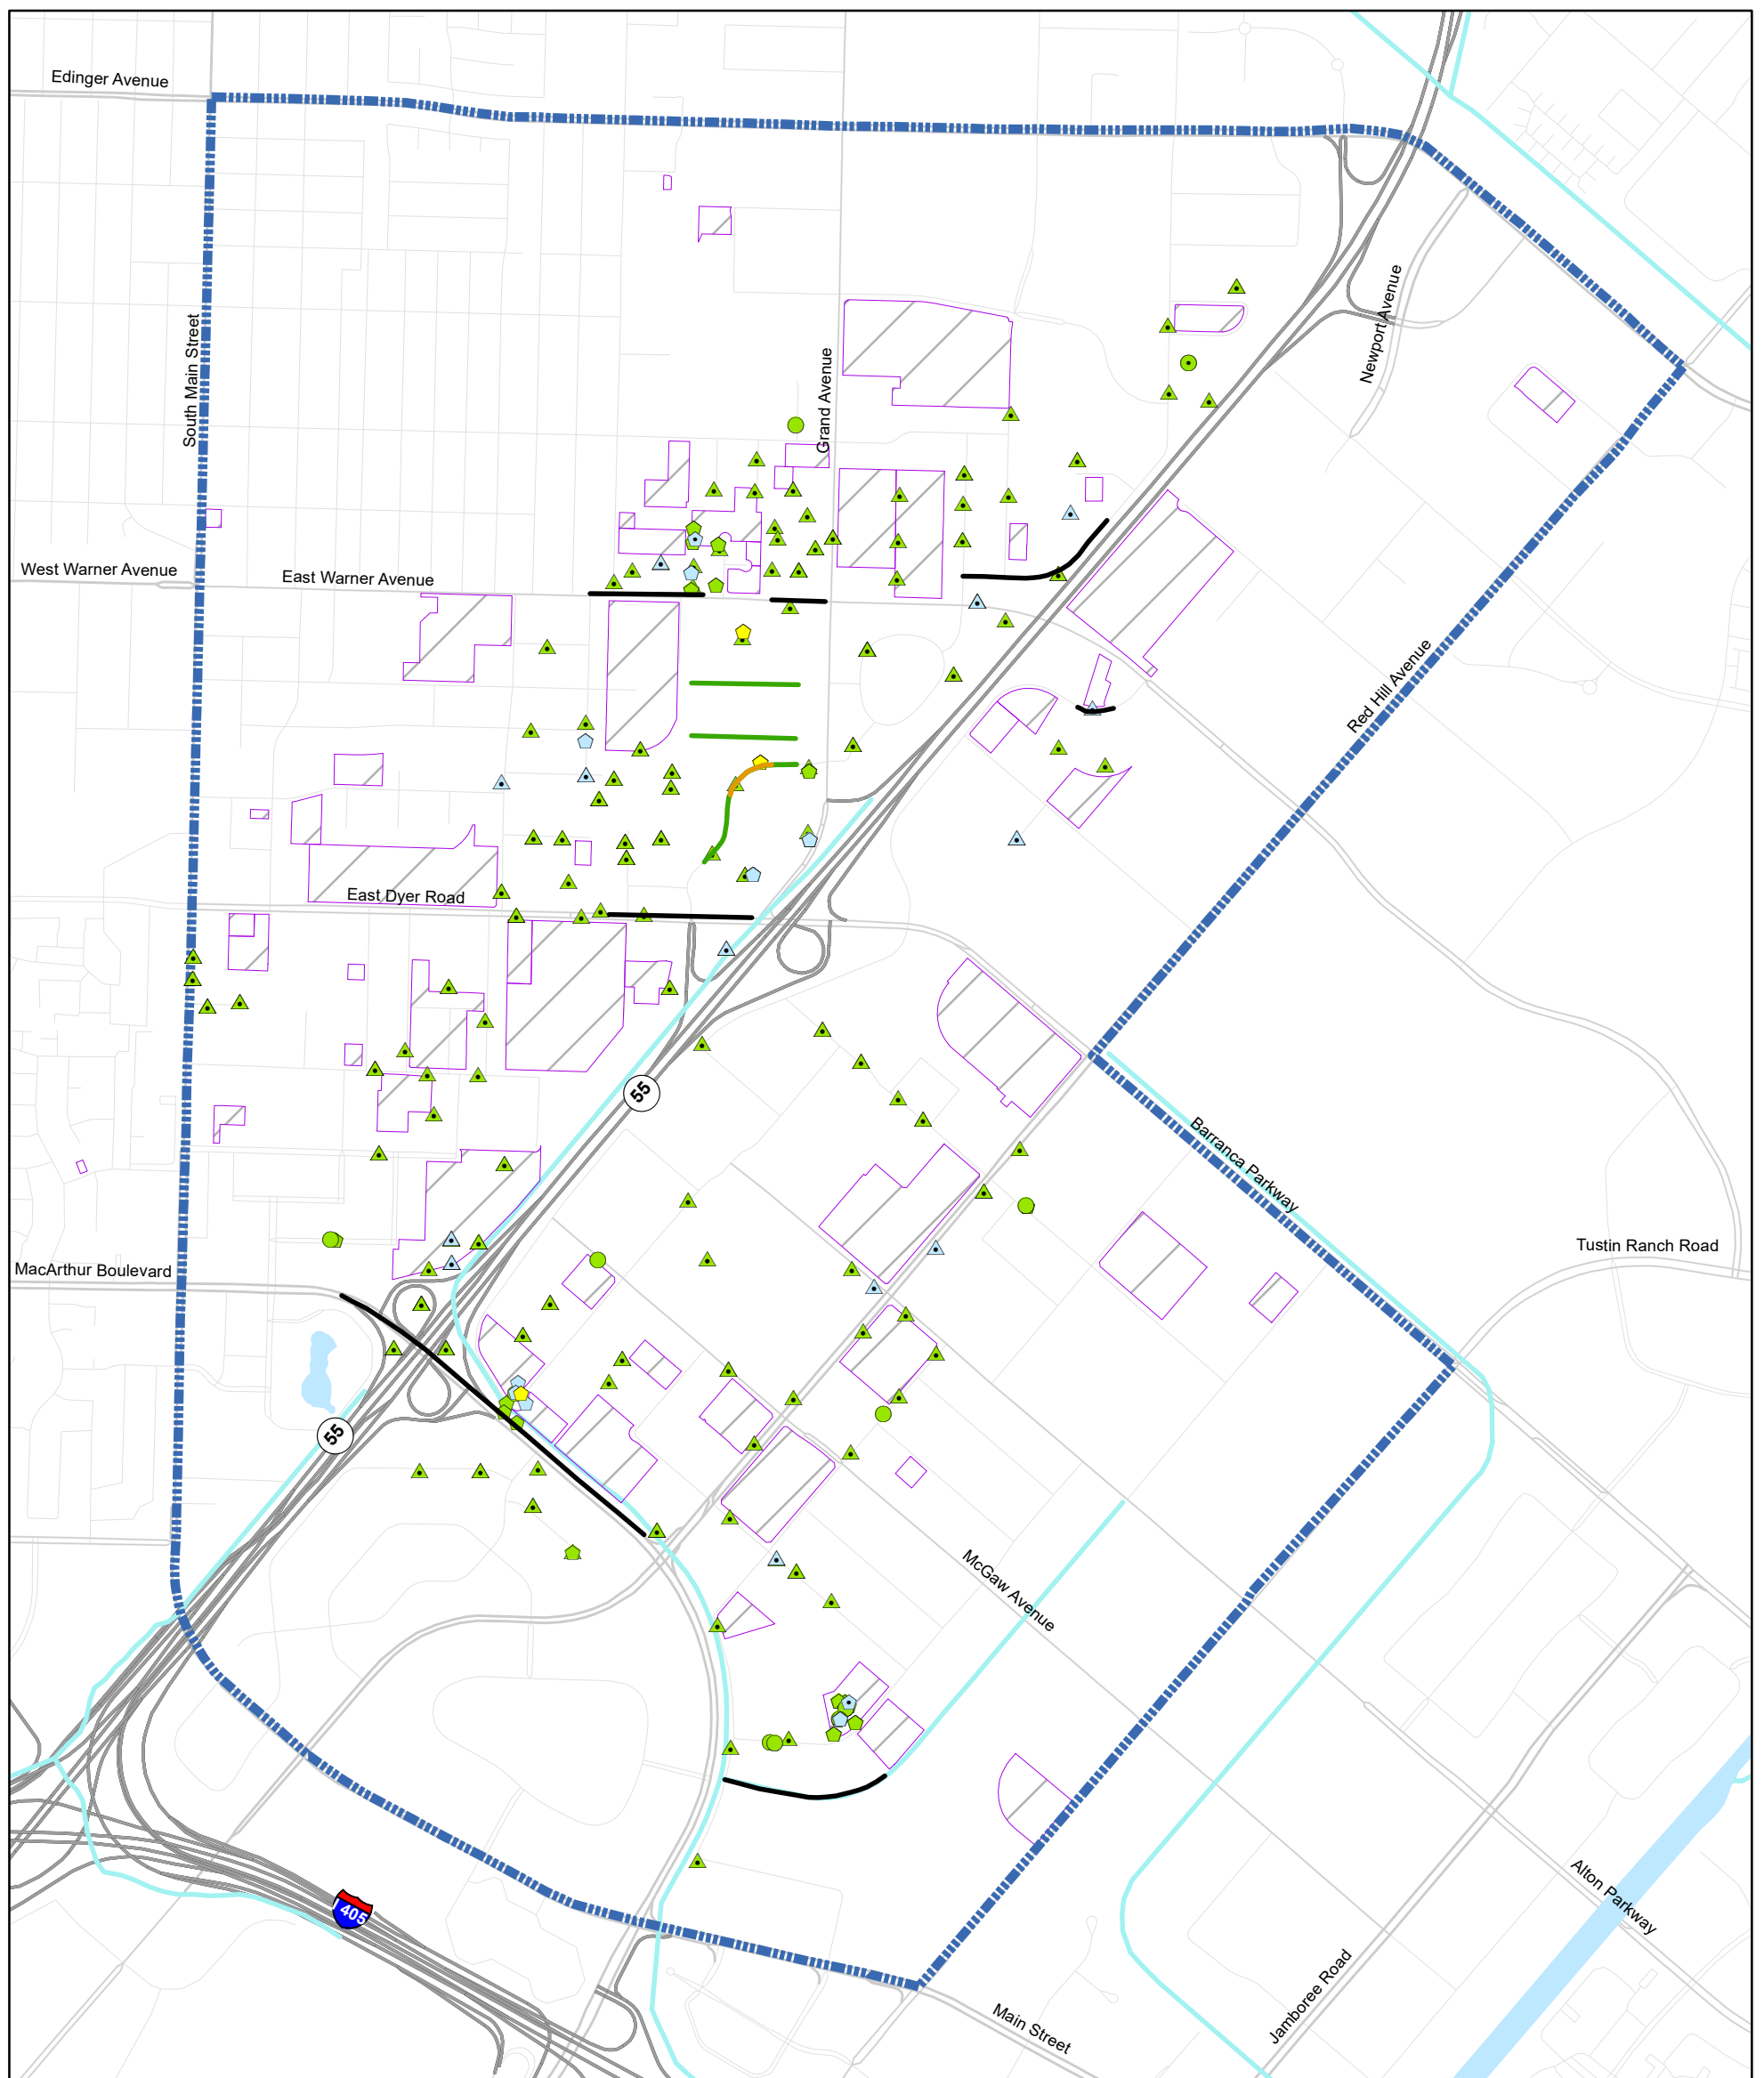 Edinger Avenue
South Main Street
Newport Avenue
Grand Avenue
West Warner Avenue
East Warner Avenue
Red Hill Avenue
East Dyer Road
55
Barranca Parkway
Tustin Ranch Road
MacArthur Boulevard
55
McGaw Avenue
Alton Parkway
405
Jamboree Road
Main Street